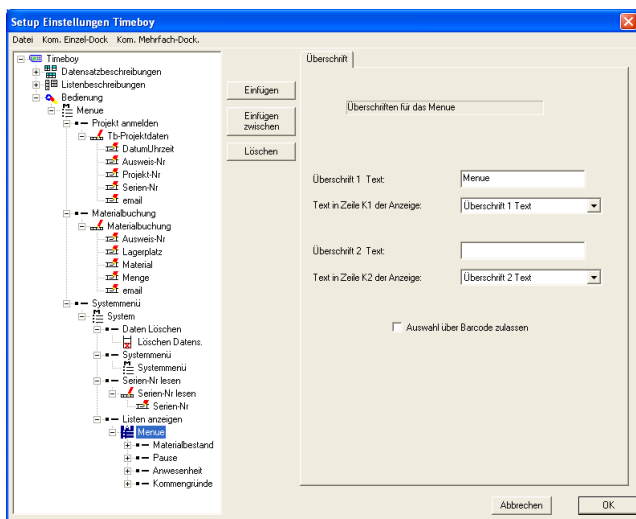 Setup Einstellungen Timeboy
Datei Kom. Einzel-Dock Kom. Mehrfach-Dock.
Timeboy
Datensatzbeschreibungen
Listenbeschreibungen
Bedienung
Menue
Projekt anmelden
Tb-Projektdaten
DatumUhrzeit
Ausweis-Nr
Projekt-Nr
Serien-Nr
email
Materialbuchung
Materialbuchung
Ausweis-Nr
Lagerplatz
Material
Menge
email
Systemmenü
System
Daten Löschen
Löschen Datens.
Systemmenü
Systemmenü
Serien-Nr lesen
Serien-Nr lesen
Serien-Nr
Listen anzeigen
Menue
Materialbestand
Pause
Anwesenheit
Kommengründe
Einfügen
Einfügen
zwischen
Löschen
Überschrift
Überschriften für das Menue
Überschrift 1 Text: Menue
Text in Zeile K1 der Anzeige: Überschrift 1 Text
Überschrift 2 Text:
Text in Zeile K2 der Anzeige: Überschrift 2 Text
Auswahl über Barcode zulassen
Abbrechen OK